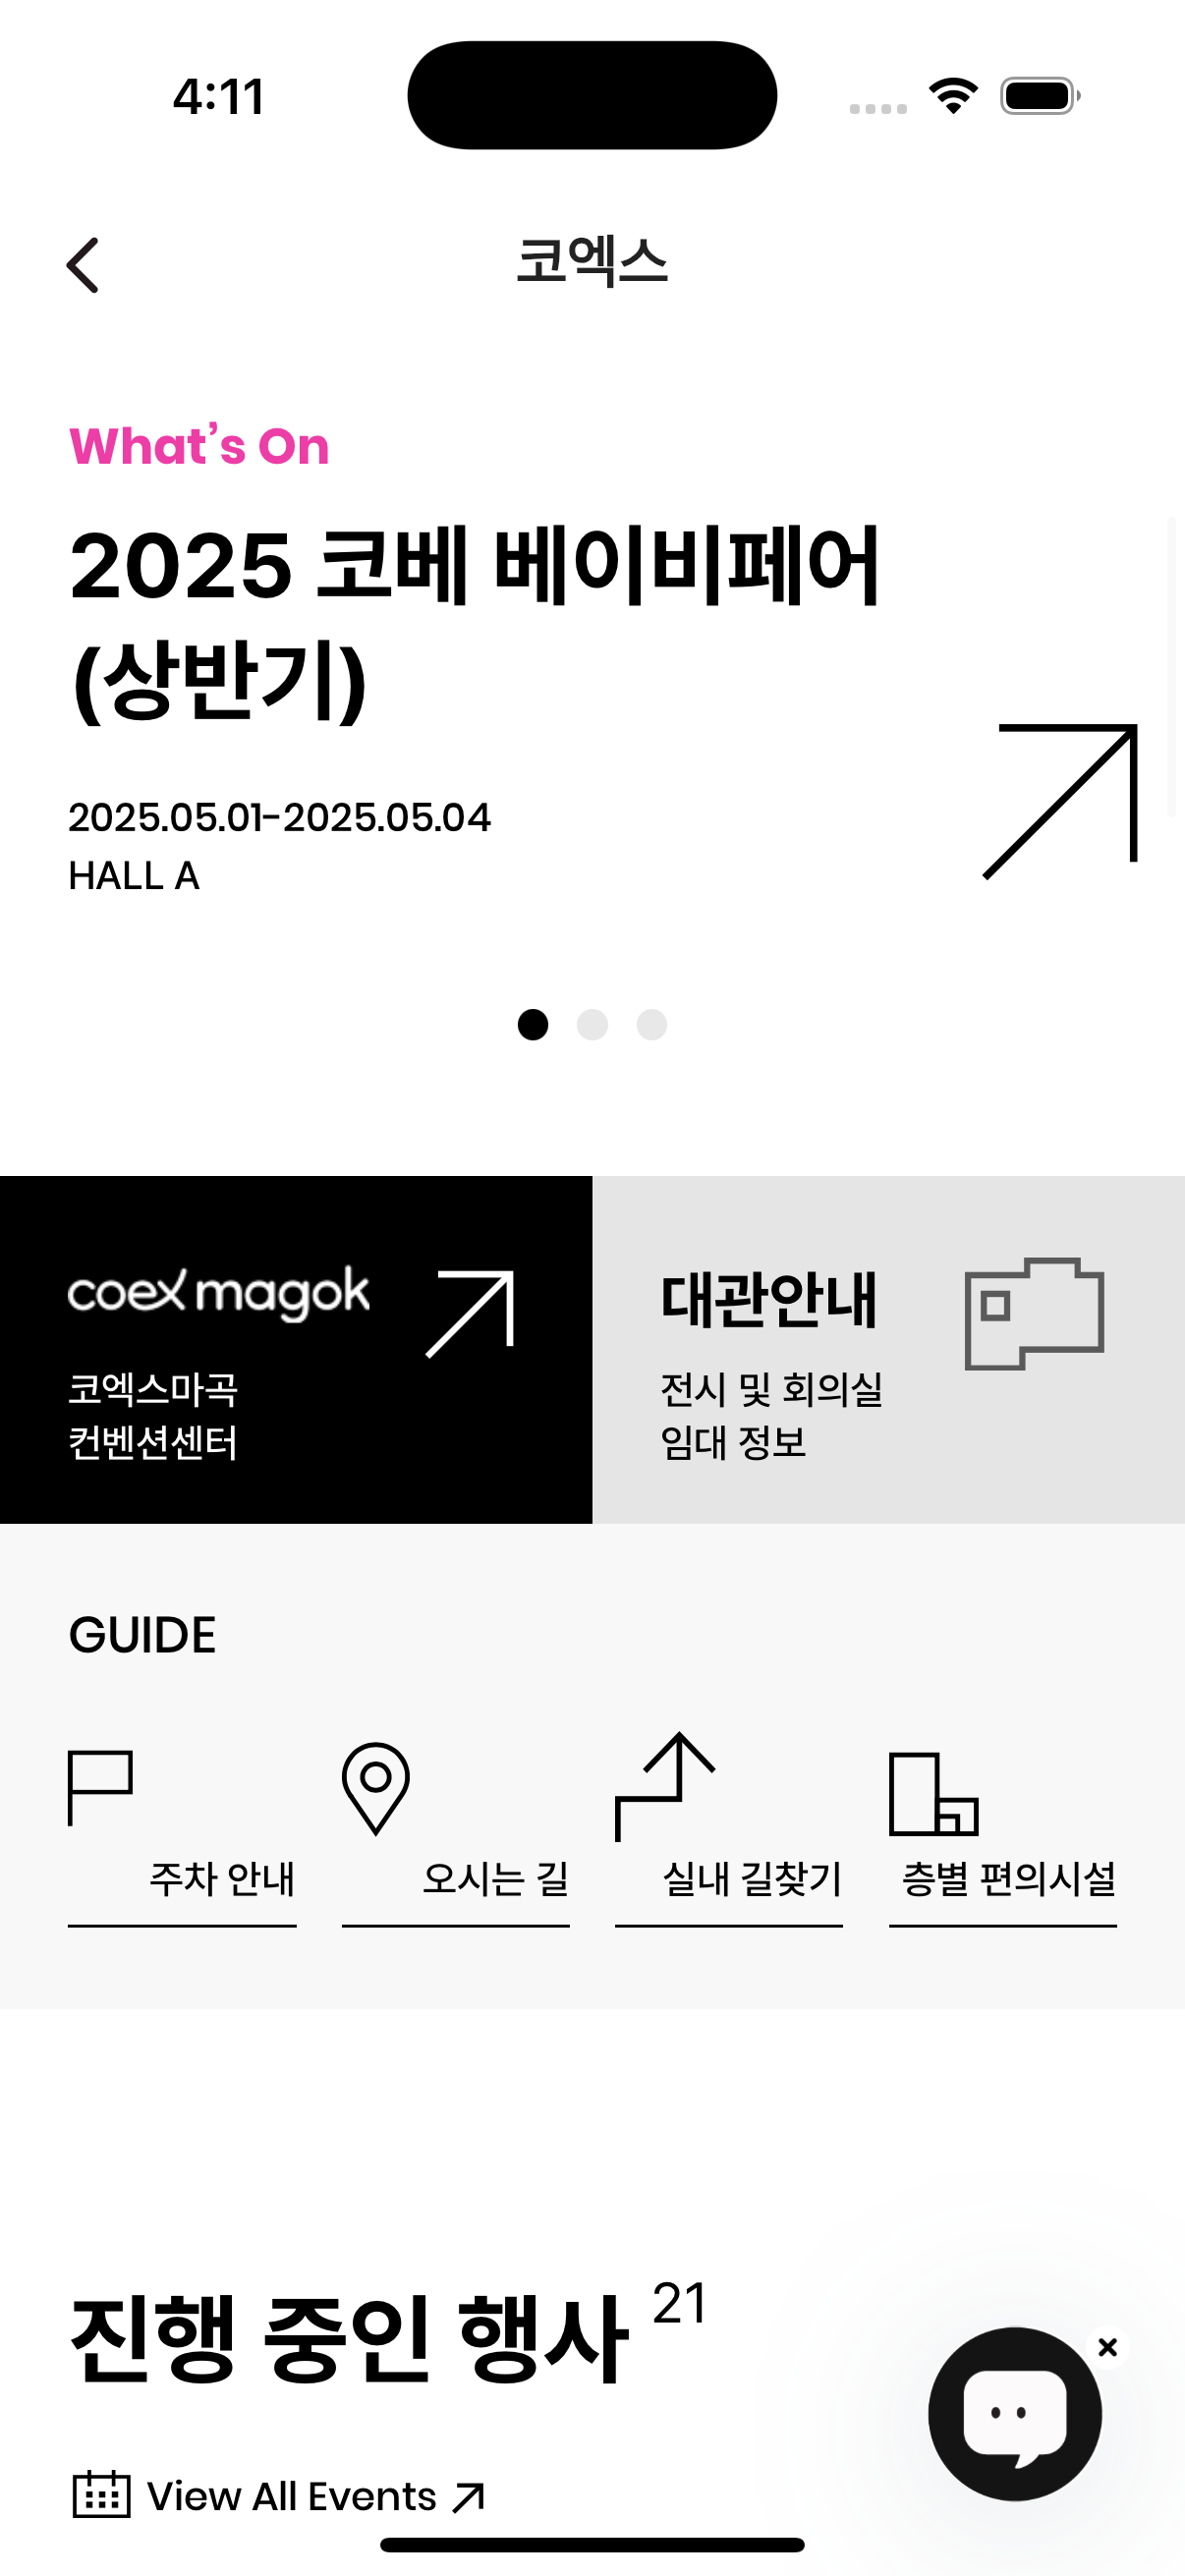 4:11
코엑스
What's On
2025 코베 베이비페어
(상반기)
2025.05.01-2025.05.04
HALL A
coex magok
코엑스마곡
컨벤션센터
대관안내
전시 및 회의실
임대 정보
GUIDE
주차 안내
오시는 길
실내 길찾기
층별 편의시설
진행 중인 행사 21
View All Events